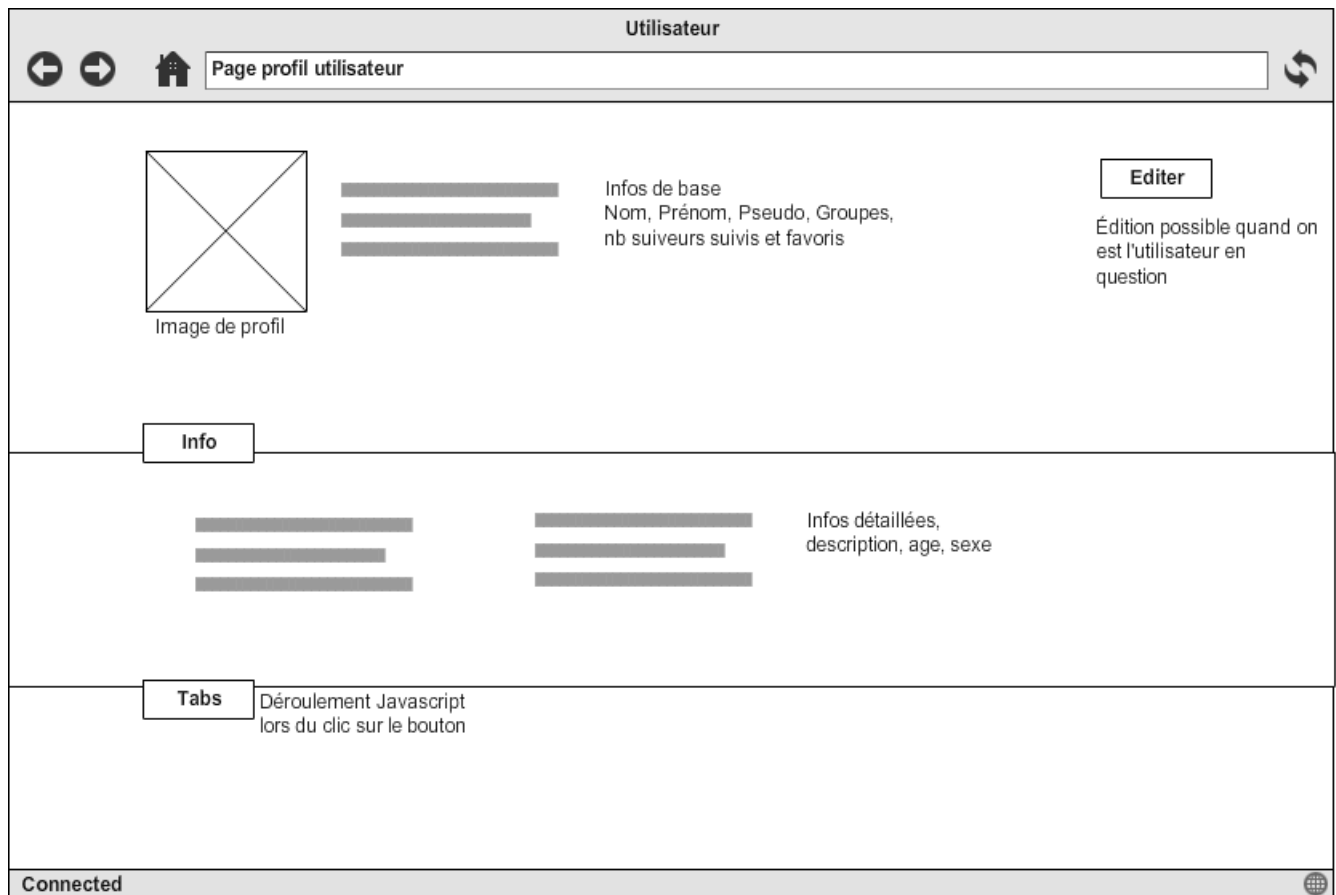 Utilisateur
Page profil utilisateur
Infos de base
Nom, Prénom, Pseudo, Groupes,
nb suiveurs suivis et favoris
Editer
Édition possible quand on
est l'utilisateur en
question
Image de profil
Info
Infos détaillées,
description, age, sexe
Tabs
Déroulement Javascript
lors du clic sur le bouton
Connected